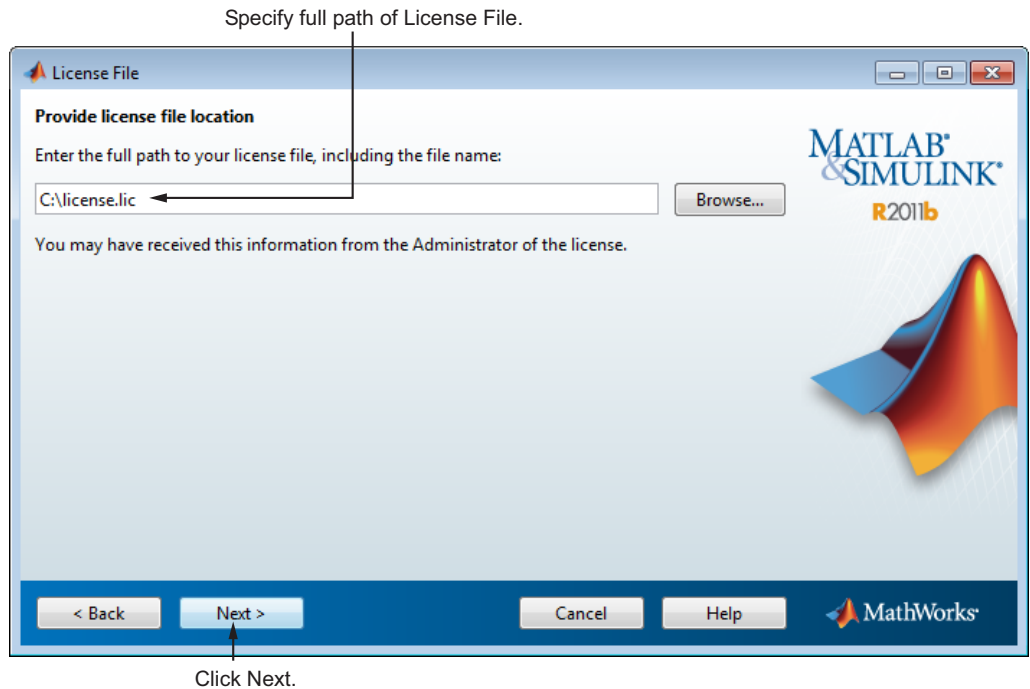 Specify full path of License File.
License File
Provide license file location
Enter the full path to your license file, including the file name:
C:\license.lic
Browse...
You may have received this information from the Administrator of the license.
MATLAB®
&SIMULINK®
R2011b
< Back
Next >
Cancel
Help
MathWorks®
Click Next.